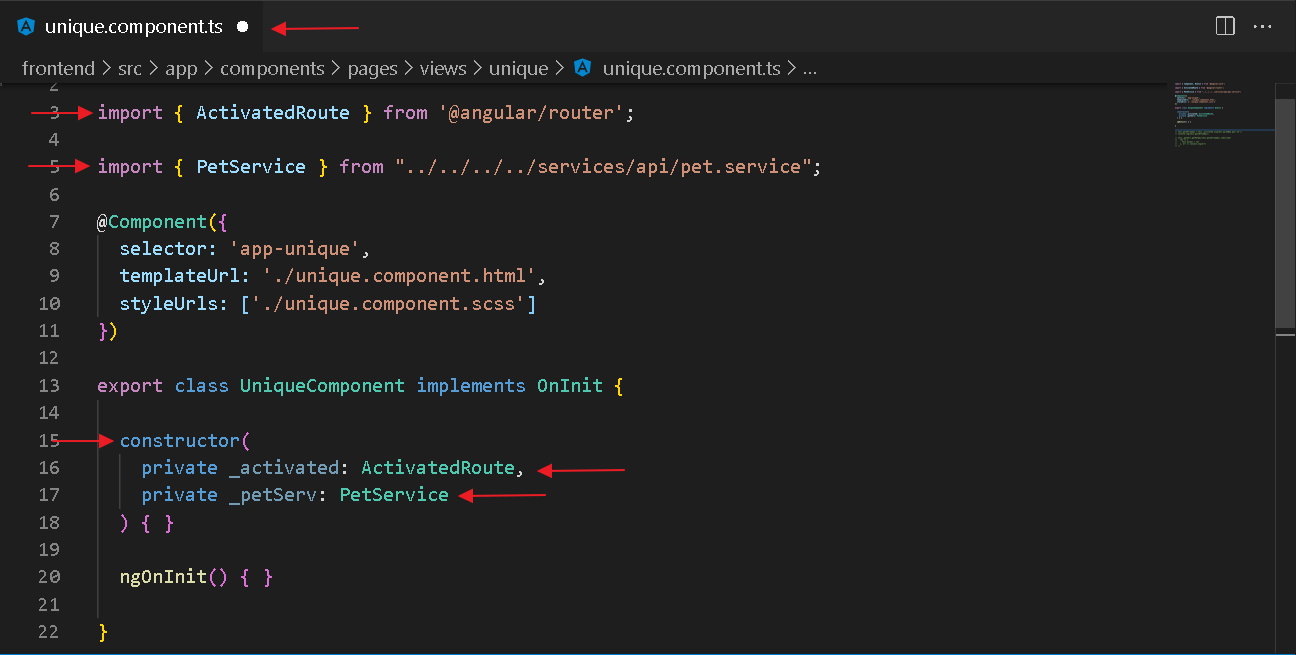 unique.component.ts
frontend > src > app > components > pages > views > unique > unique.component.ts > ...
2
3 import { ActivatedRoute } from '@angular/router';
4
5 import { PetService } from "../../../../services/api/pet.service";
6
7 @Component({
8 selector: 'app-unique',
9 templateUrl: './unique.component.html',
10 styleUrls: ['./unique.component.scss']
11 })
12
13 export class UniqueComponent implements OnInit {
14
15 constructor(
16 private _activated: ActivatedRoute,
17 private _petServ: PetService
18 ) { }
19
20 ngOnInit() { }
21
22 }